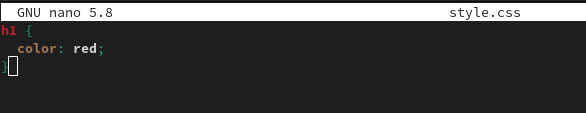 GNU nano 5.8 style.css
h1 {
  color: red;
}